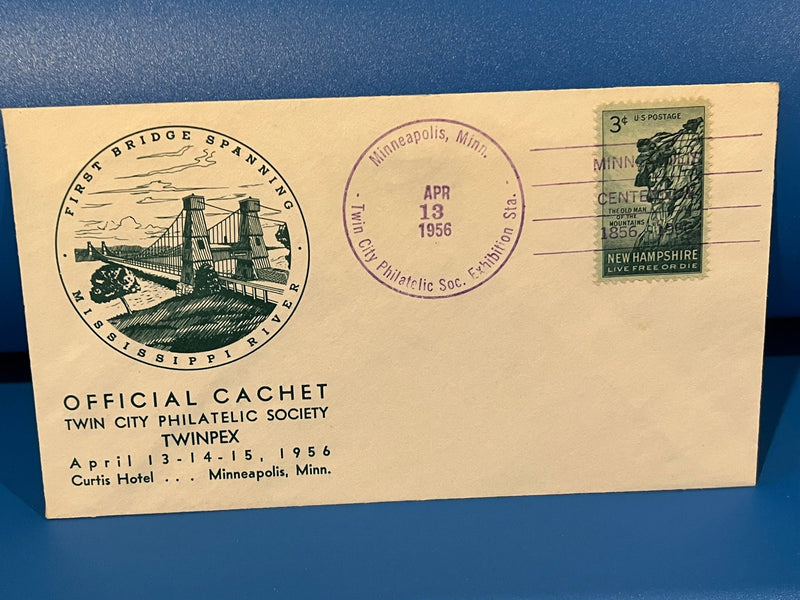 FIRST BRIDGE SPANNING
MISSISSIPPI RIVER
OFFICIAL CACHET
TWIN CITY PHILATELIC SOCIETY
TWINPEX
April 13-14-15, 1956
Curtis Hotel ... Minneapolis, Minn.
Minneapolis, Minn.
APR
13
1956
Twin City Philatelic Soc. Exhibition Sta.
3¢ U S POSTAGE
THE OLD MAN
OF THE
MOUNTAINS
NEW HAMPSHIRE
LIVE FREE OR DIE
1856